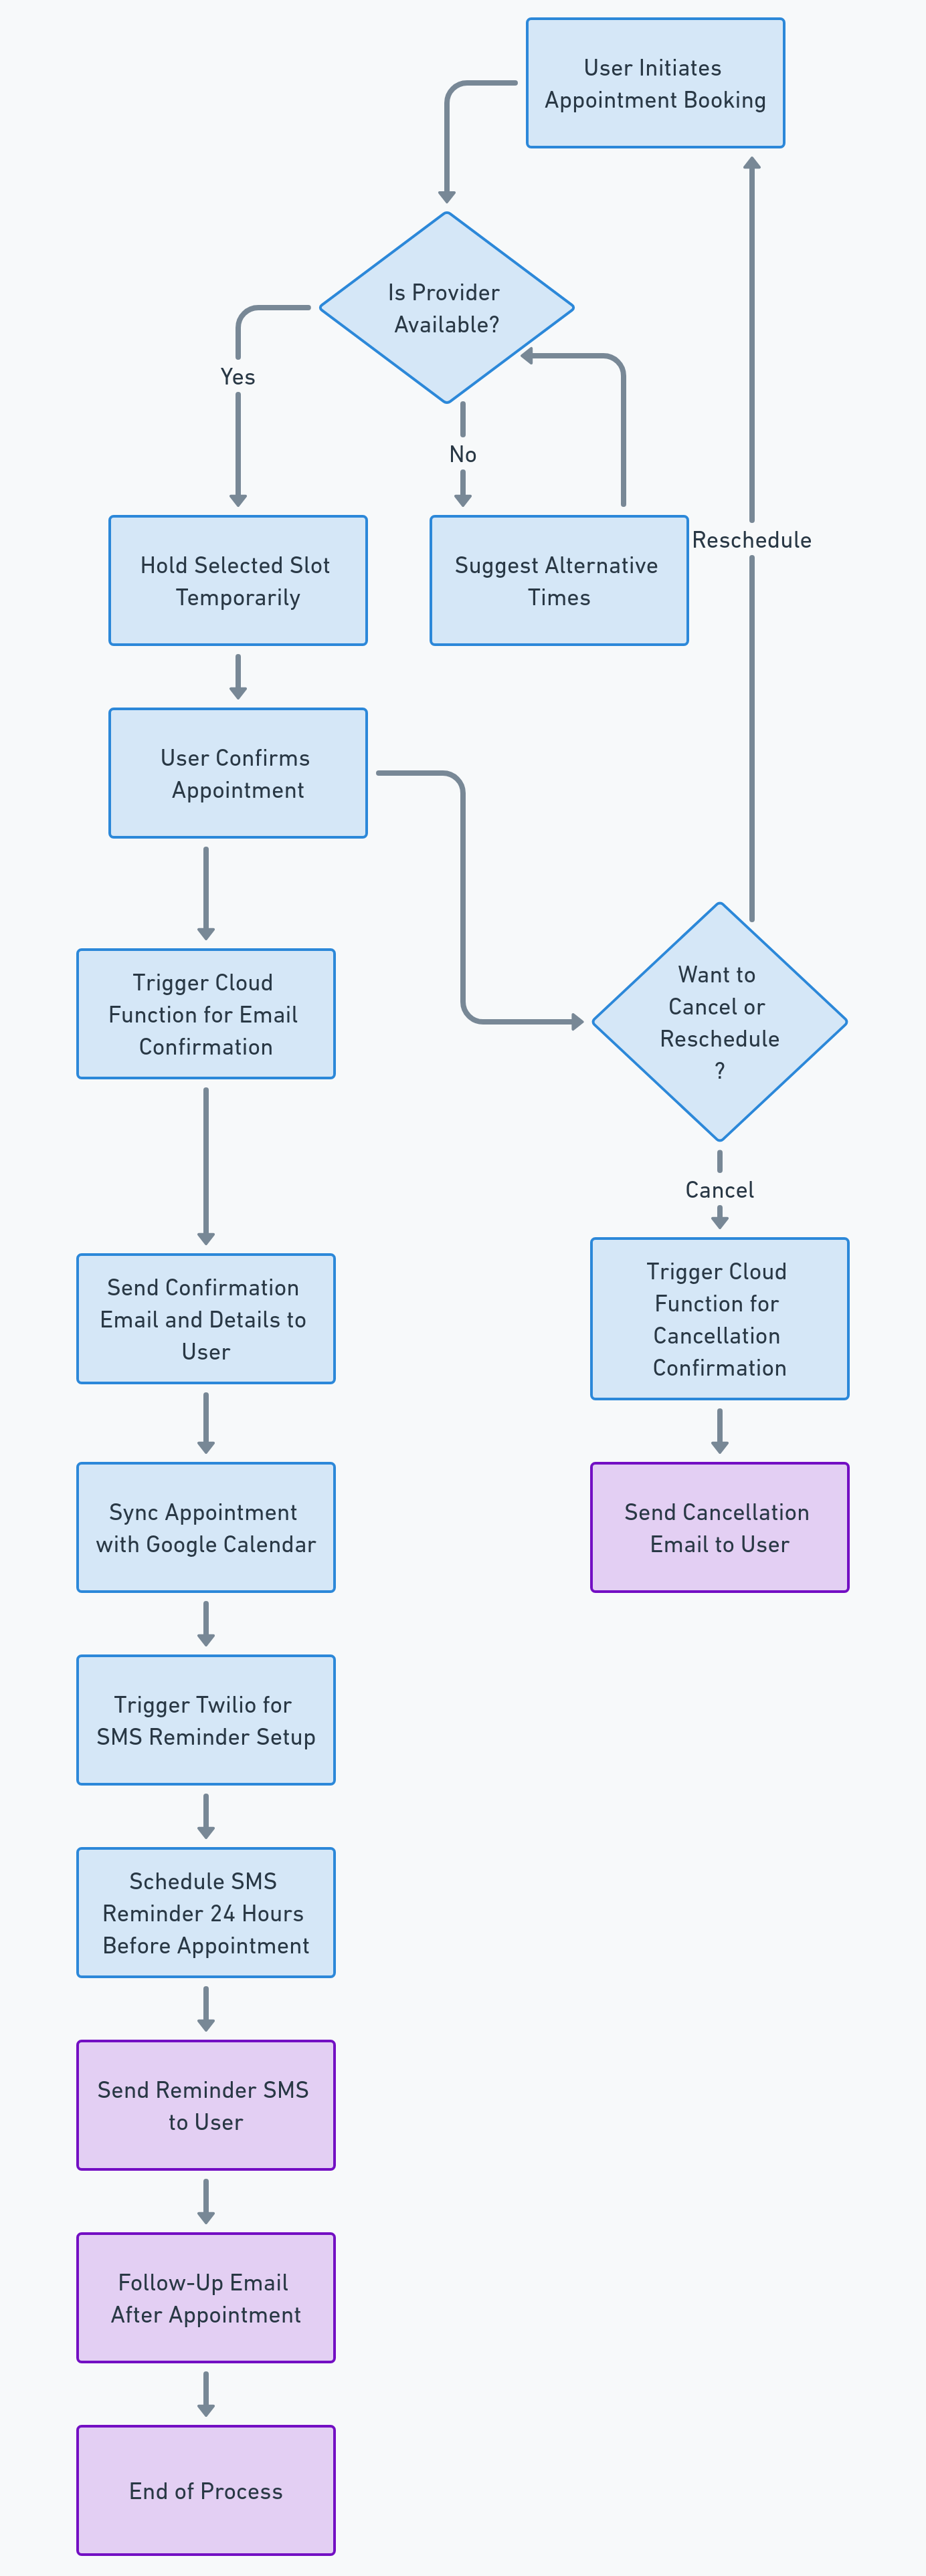 User Initiates
Appointment Booking
Is Provider
Available?
Yes
No
Hold Selected Slot
Temporarily
Suggest Alternative
Times
Reschedule
User Confirms
Appointment
Trigger Cloud
Function for Email
Confirmation
Want to
Cancel or
Reschedule
?
Cancel
Send Confirmation
Email and Details to
User
Trigger Cloud
Function for
Cancellation
Confirmation
Sync Appointment
with Google Calendar
Send Cancellation
Email to User
Trigger Twilio for
SMS Reminder Setup
Schedule SMS
Reminder 24 Hours
Before Appointment
Send Reminder SMS
to User
Follow-Up Email
After Appointment
End of Process